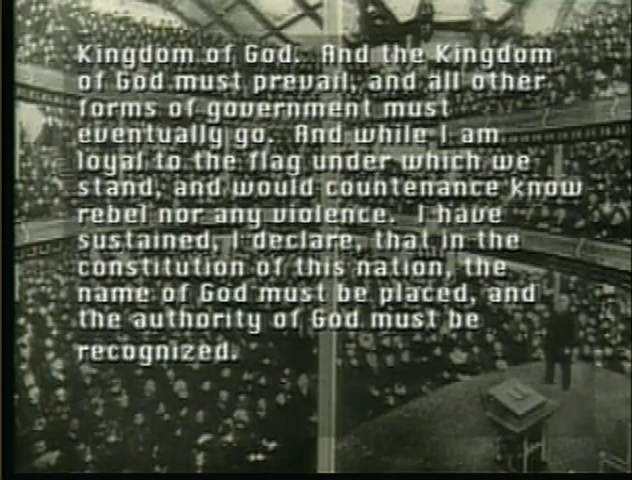 Kingdom of God.  And the Kingdom
of God must prevail, and all other
forms of government must
eventually go.  And while I am
loyal to the flag under which we
stand, and would countenance know
rebel nor any violence.  I have
sustained, I declare, that in the
constitution of this nation, the
name of God must be placed, and
the authority of God must be
recognized.